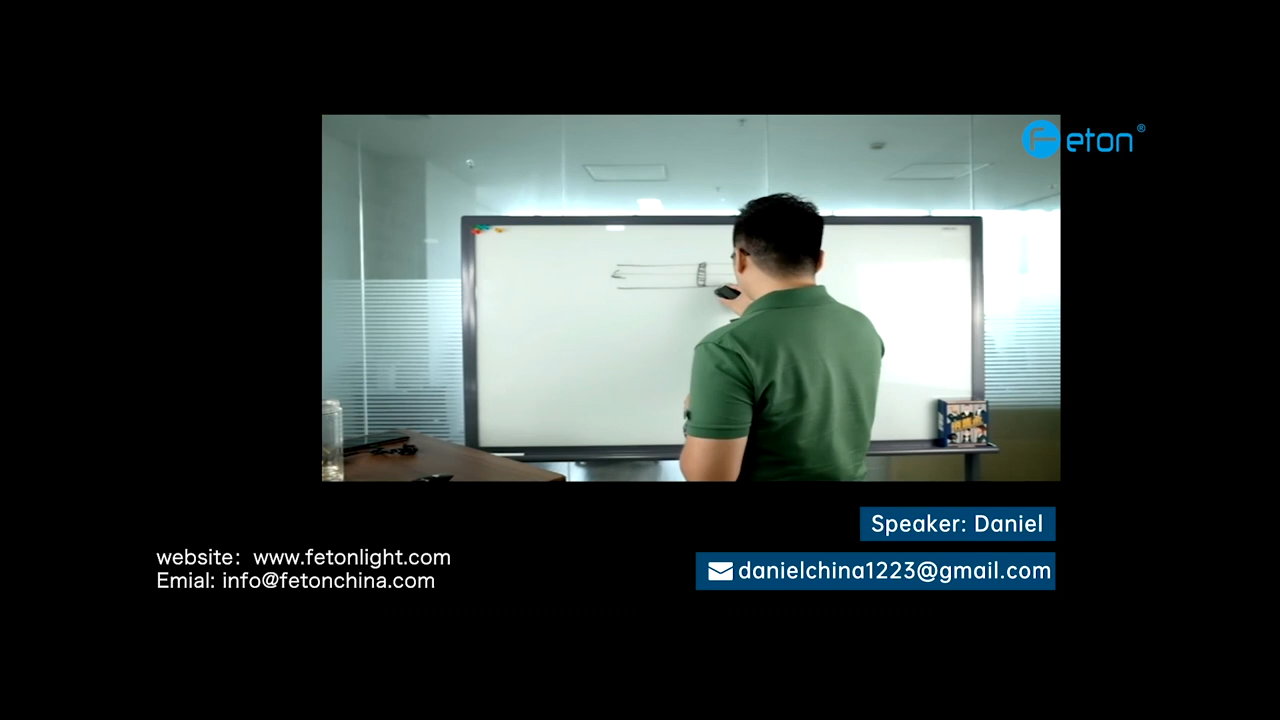 Feton®
Speaker: Daniel
danielchina1223@gmail.com
website: www.fetonlight.com
Emial: info@fetonchina.com